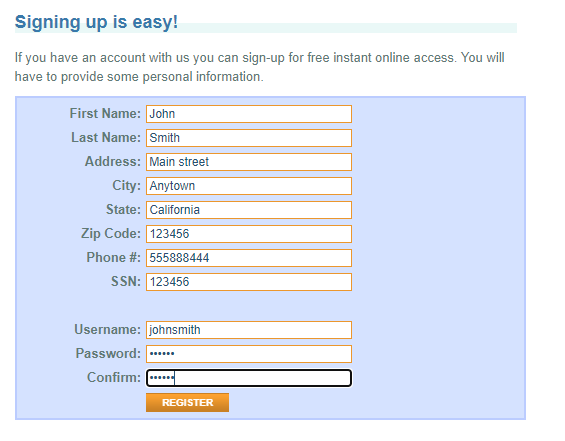 Signing up is easy!
If you have an account with us you can sign-up for free instant online access. You will
have to provide some personal information.
First Name: John
Last Name: Smith
Address: Main street
City: Anytown
State: California
Zip Code: 123456
Phone #: 555888444
SSN: 123456
Username: johnsmith
Password: ••••••
Confirm: ••••••
REGISTER